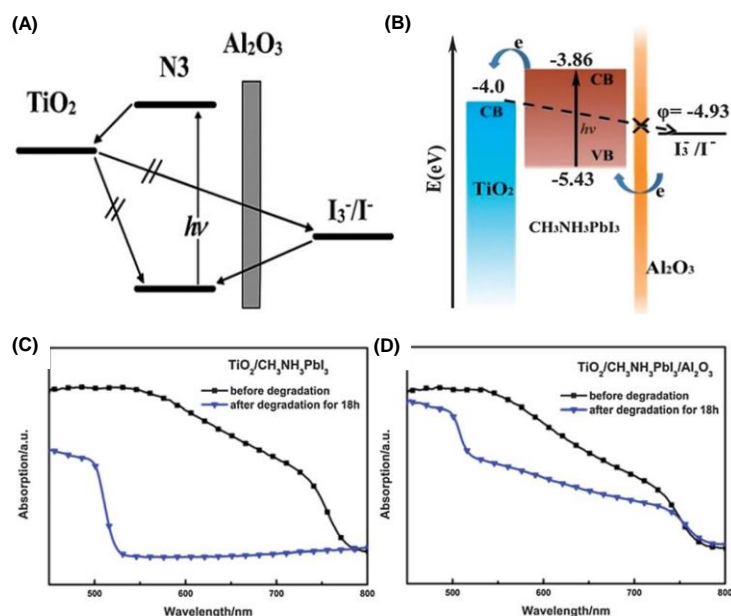 (A)
Al₂O₃
N3
TiO₂
hν
I₃⁻/I⁻
(B)
e
-3.86
-4.0
CB
CB
φ= -4.93
hν
I₃⁻/I⁻
VB
E(eV)
TiO₂
-5.43
e
CH₃NH₃PbI₃
Al₂O₃
(C)
TiO₂/CH₃NH₃PbI₃
before degradation
after degradation for 18h
Absorption/a.u.
500 600 700 800
Wavelength/nm
(D)
TiO₂/CH₃NH₃PbI₃/Al₂O₃
before degradation
after degradation for 18h
Absorption/a.u.
500 600 700 800
Wavelength/nm